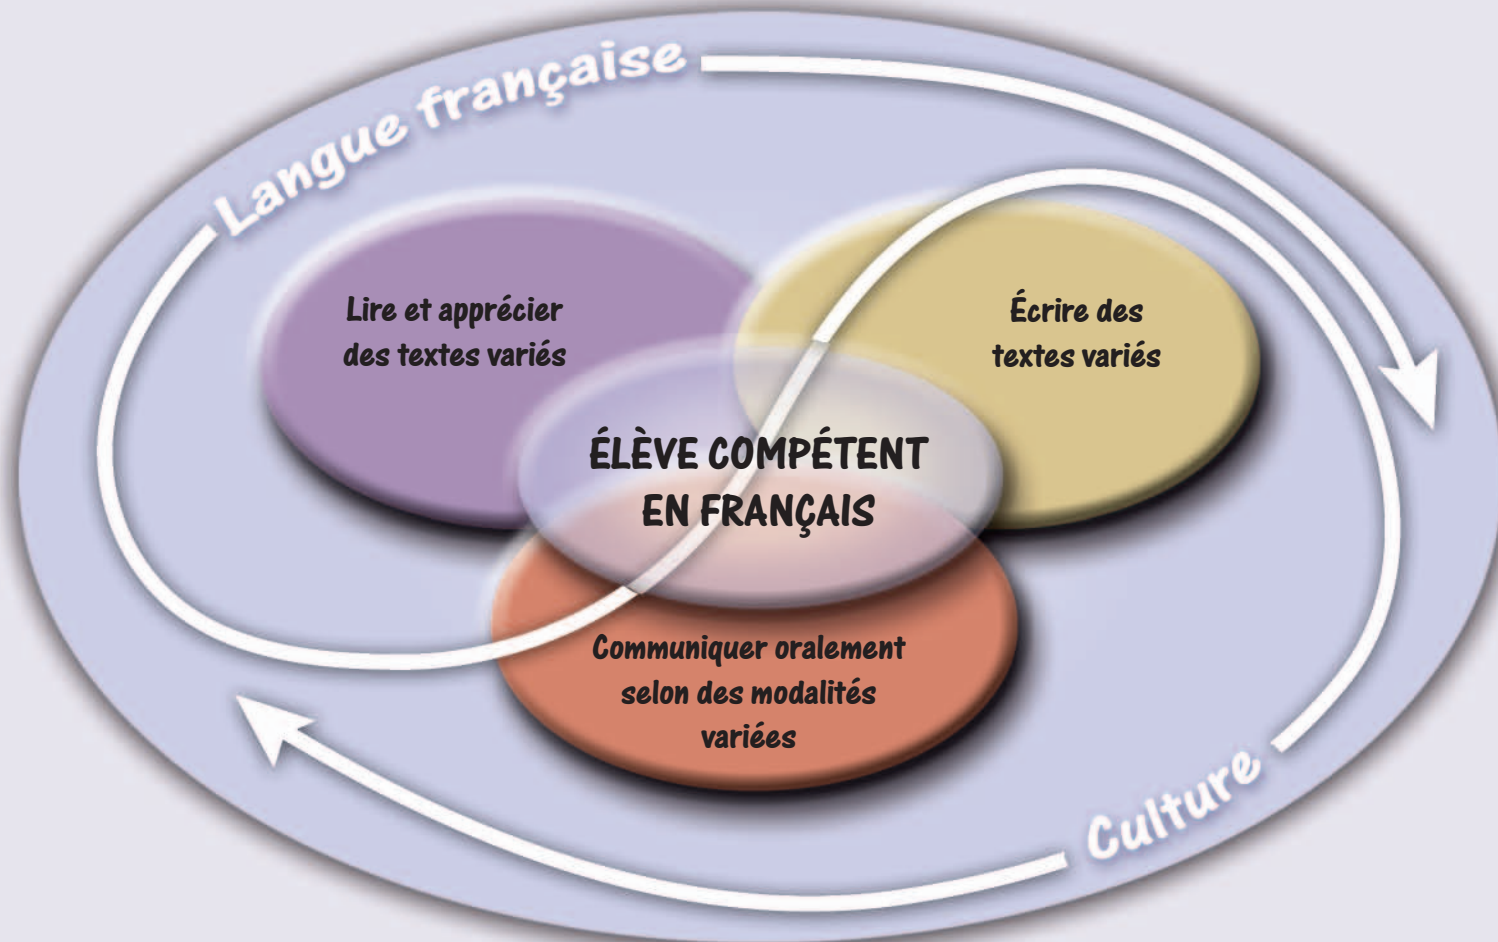 Langue française
Lire et apprécier
des textes variés
Écrire des
textes variés
ÉLÈVE COMPÉTENT
EN FRANÇAIS
Communiquer oralement
selon des modalités
variées
Culture